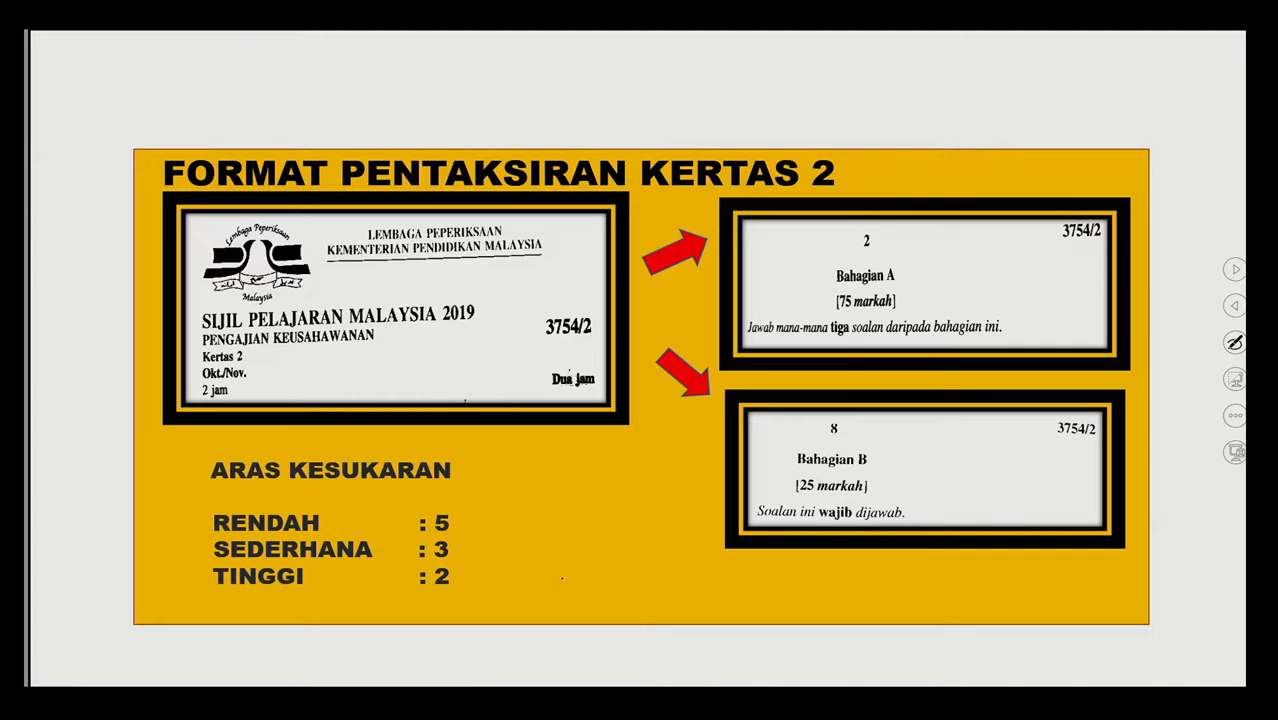 FORMAT PENTAKSIRAN KERTAS 2
Lembaga Peperiksaan
Malaysia
LEMBAGA PEPERIKSAAN
KEMENTERIAN PENDIDIKAN MALAYSIA
SIJIL PELAJARAN MALAYSIA 2019
3754/2
PENGAJIAN KEUSAHAWANAN
Kertas 2
Okt./Nov.
2 jam
Dua jam
2
3754/2
Bahagian A
[75 markah]
Jawab mana-mana tiga soalan daripada bahagian ini.
8
3754/2
Bahagian B
[25 markah]
Soalan ini wajib dijawab.
ARAS KESUKARAN
RENDAH : 5
SEDERHANA : 3
TINGGI : 2